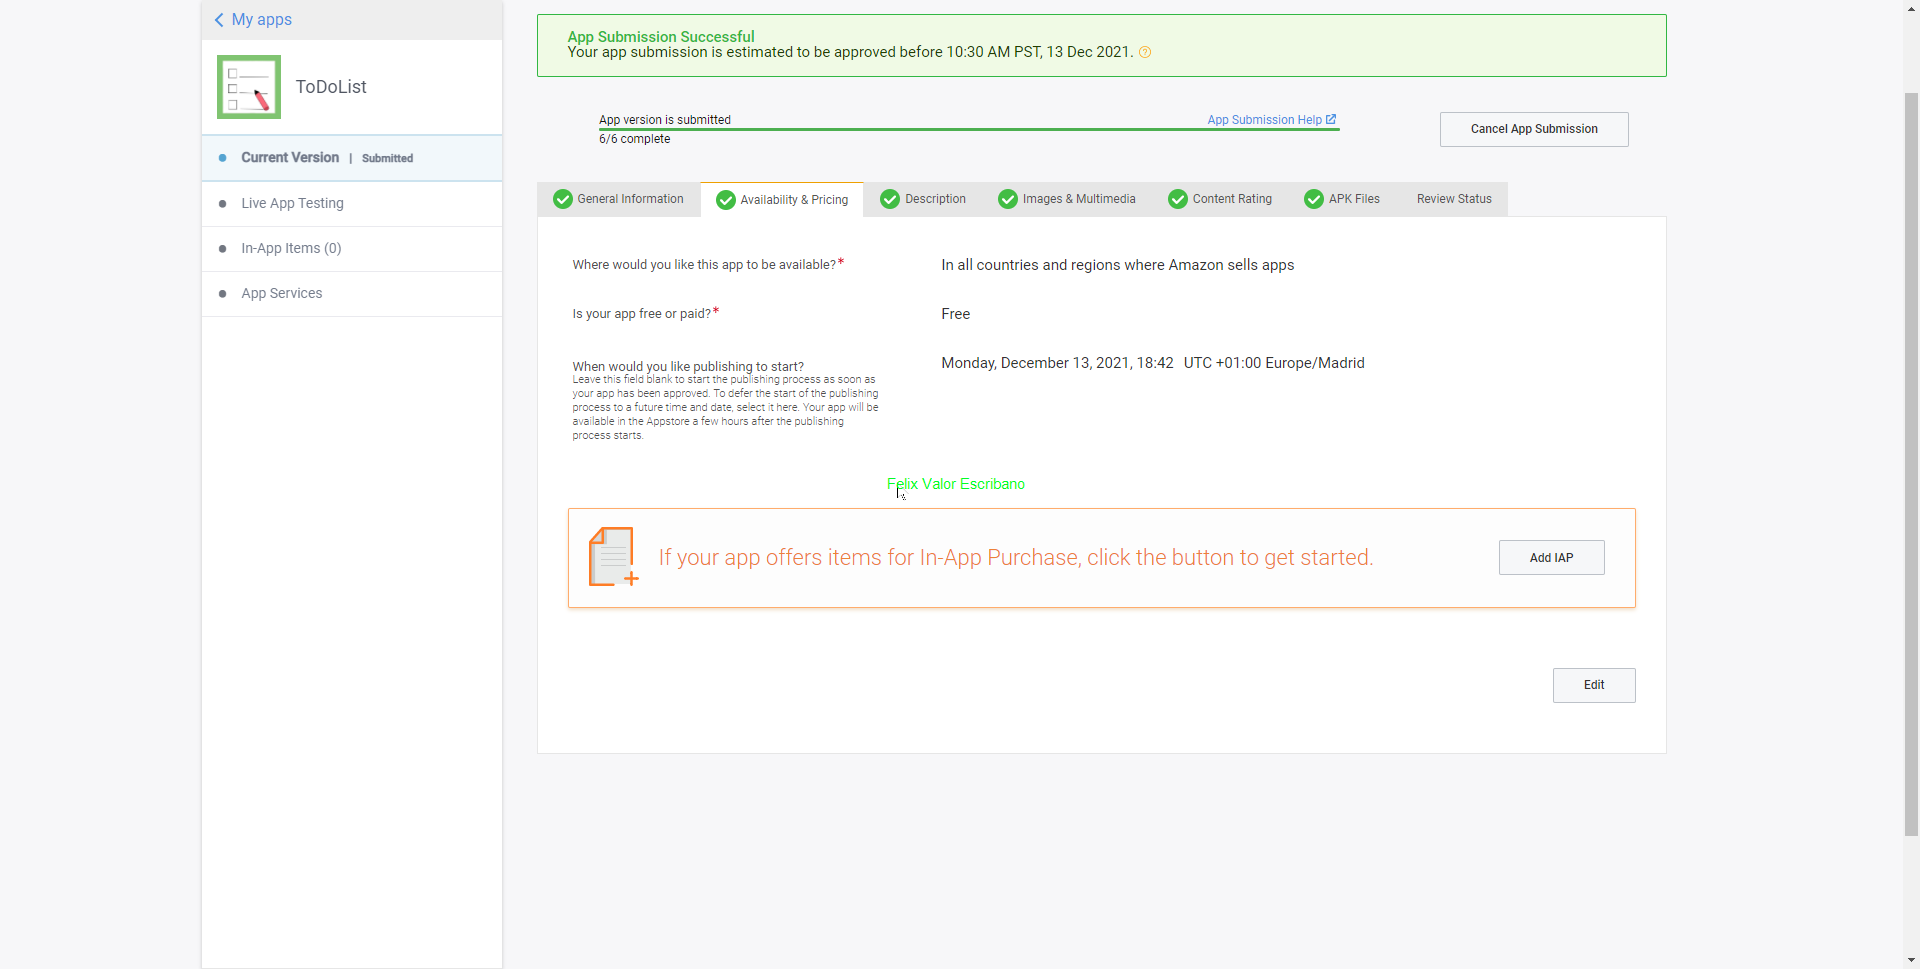 My apps
ToDoList
Current Version | Submitted
Live App Testing
In-App Items (0)
App Services
App Submission Successful
Your app submission is estimated to be approved before 10:30 AM PST, 13 Dec 2021.
App version is submitted
App Submission Help
6/6 complete
Cancel App Submission
General Information
Availability & Pricing
Description
Images & Multimedia
Content Rating
APK Files
Review Status
Where would you like this app to be available?*
In all countries and regions where Amazon sells apps
Is your app free or paid?*
Free
When would you like publishing to start?
Monday, December 13, 2021, 18:42 UTC +01:00 Europe/Madrid
Leave this field blank to start the publishing process as soon as
your app has been approved. To defer the start of the publishing
process to a future time and date, select it here. Your app will be
available in the Appstore a few hours after the publishing
process starts.
Felix Valor Escribano
If your app offers items for In-App Purchase, click the button to get started.
Add IAP
Edit